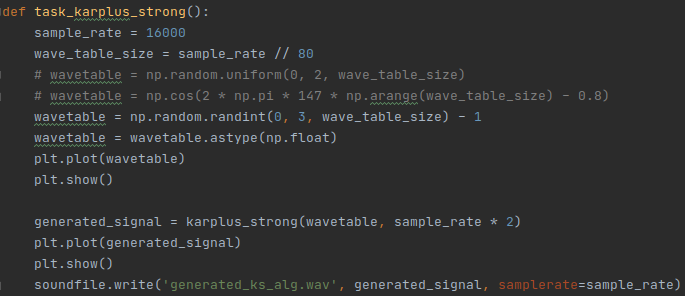 def task_karplus_strong():
    sample_rate = 16000
    wave_table_size = sample_rate // 80
    # wavetable = np.random.uniform(0, 2, wave_table_size)
    # wavetable = np.cos(2 * np.pi * 147 * np.arange(wave_table_size) - 0.8)
    wavetable = np.random.randint(0, 3, wave_table_size) - 1
    wavetable = wavetable.astype(np.float)
    plt.plot(wavetable)
    plt.show()

    generated_signal = karplus_strong(wavetable, sample_rate * 2)
    plt.plot(generated_signal)
    plt.show()
    soundfile.write('generated_ks_alg.wav', generated_signal, samplerate=sample_rate)